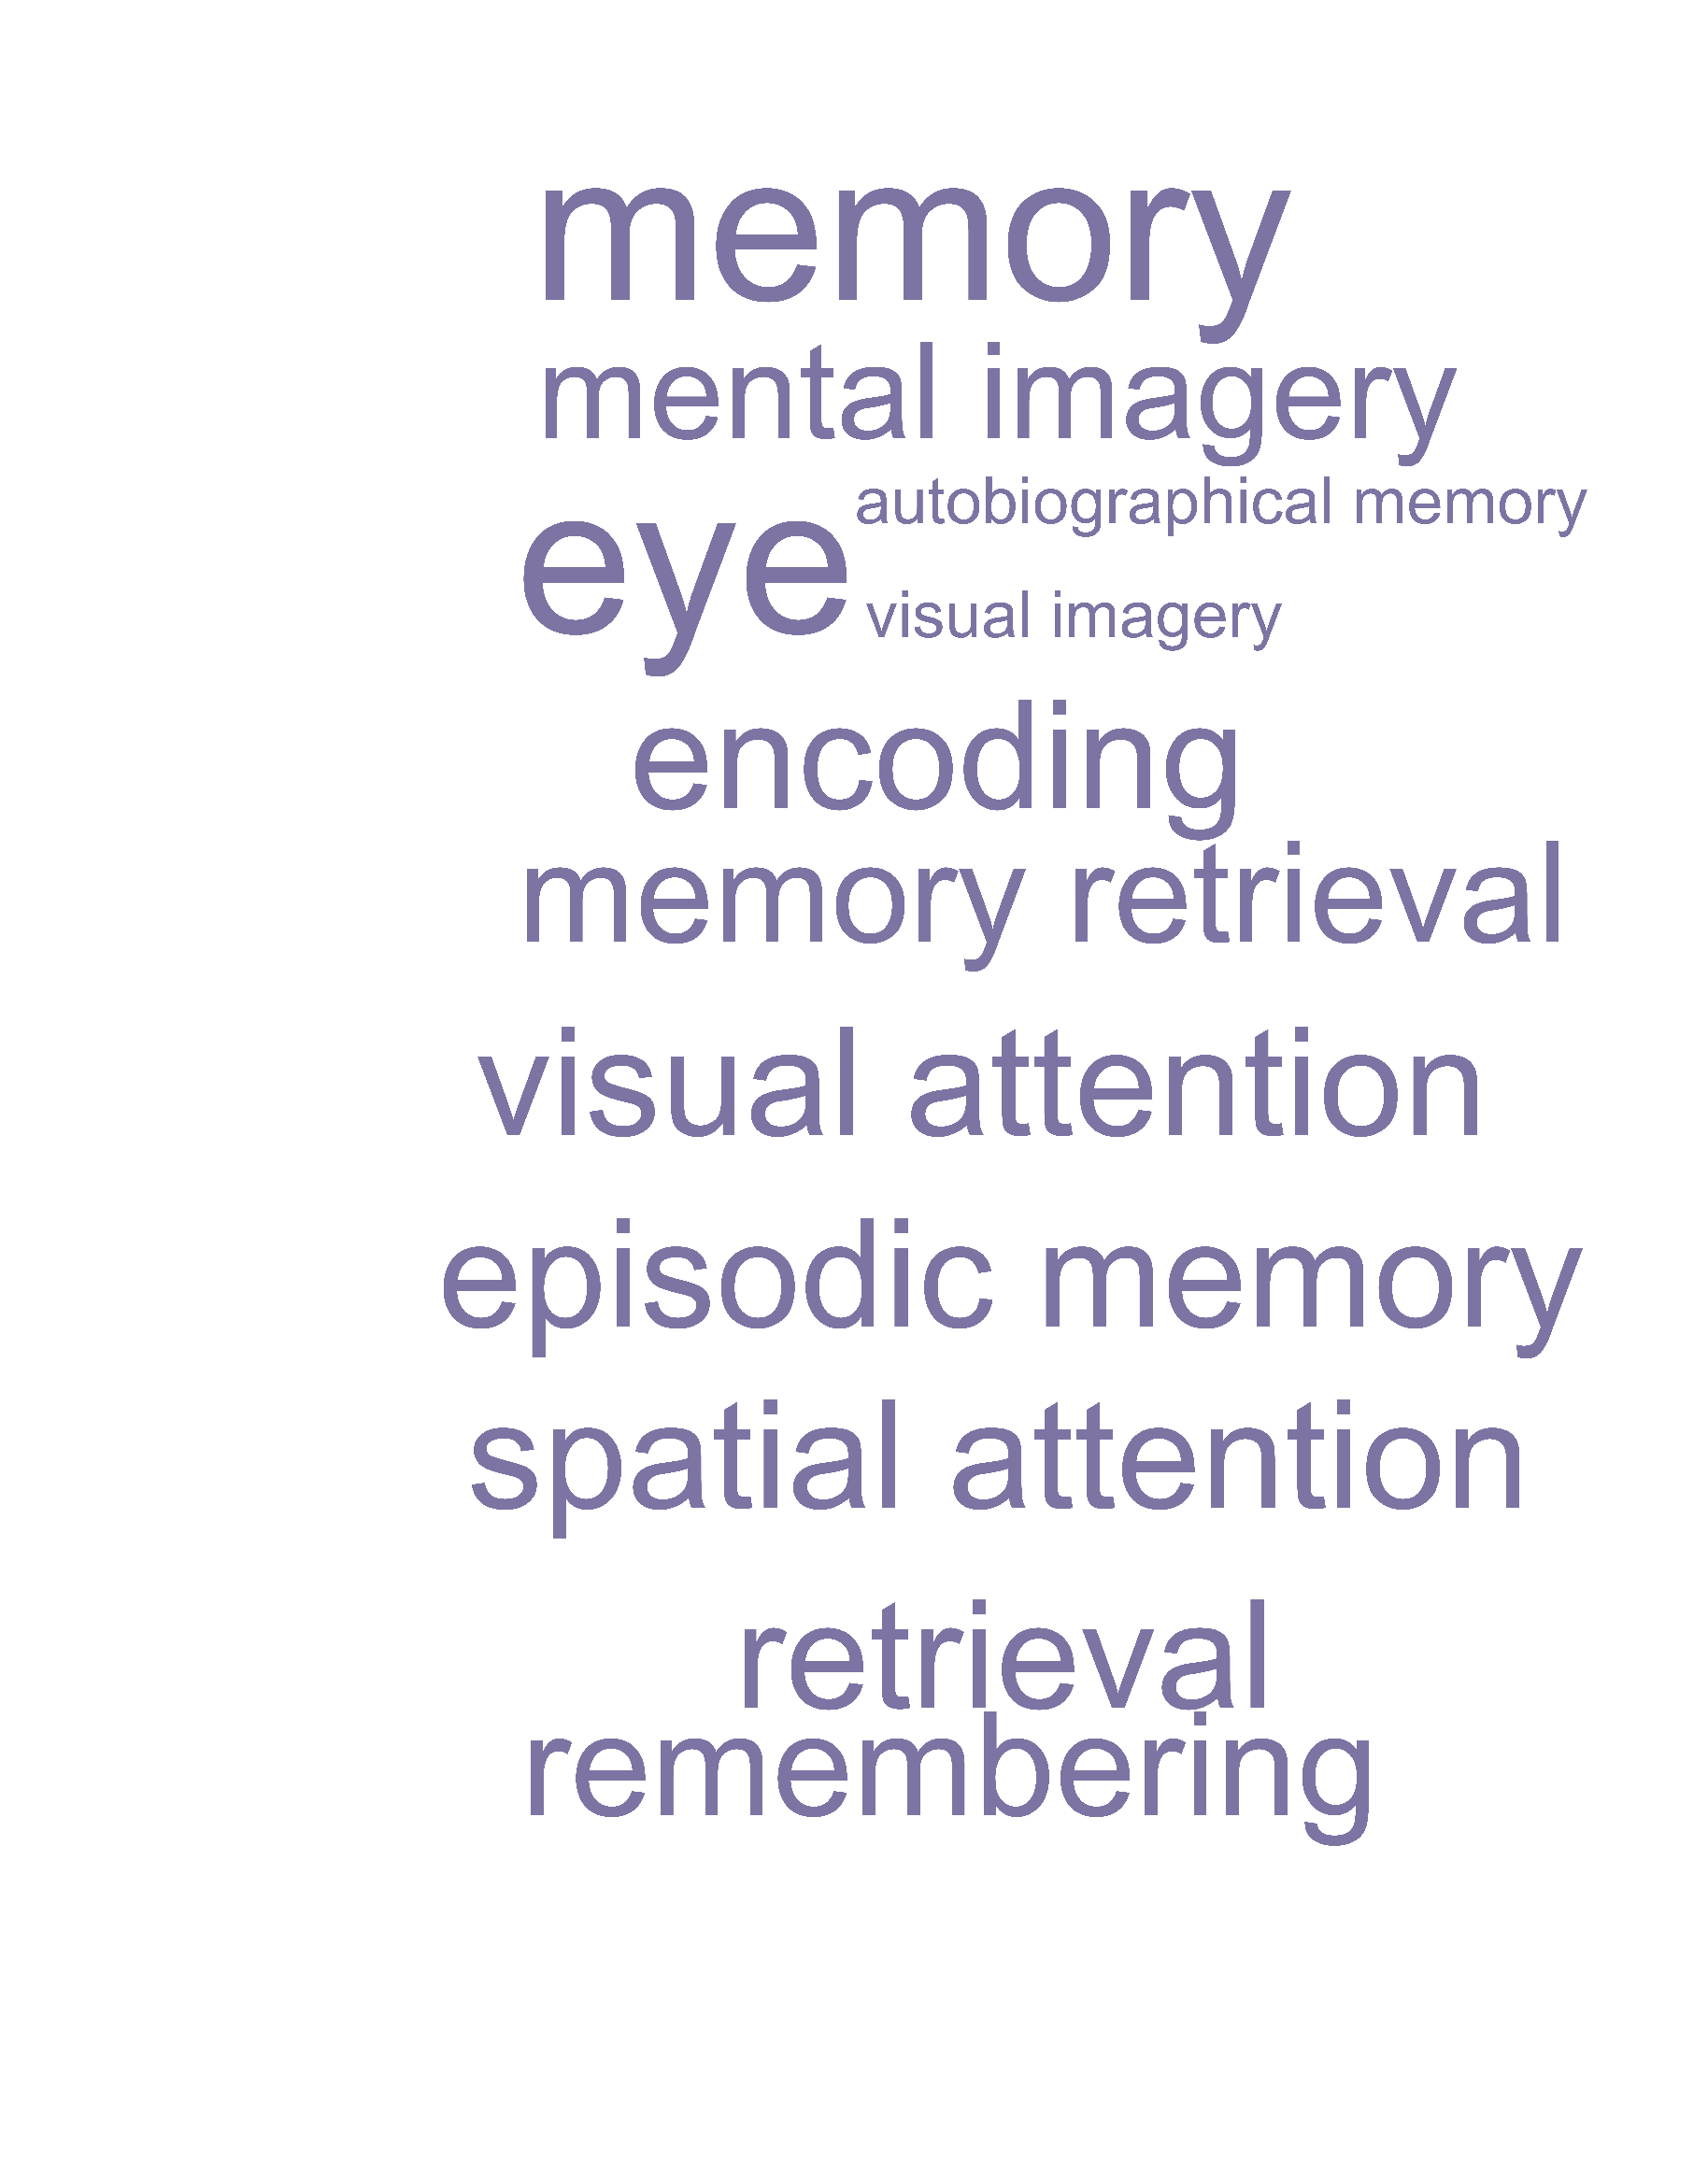 memory
mental imagery
autobiographical memory
eye
visual imagery
encoding
memory retrieval
visual attention
episodic memory
spatial attention
retrieval
remembering